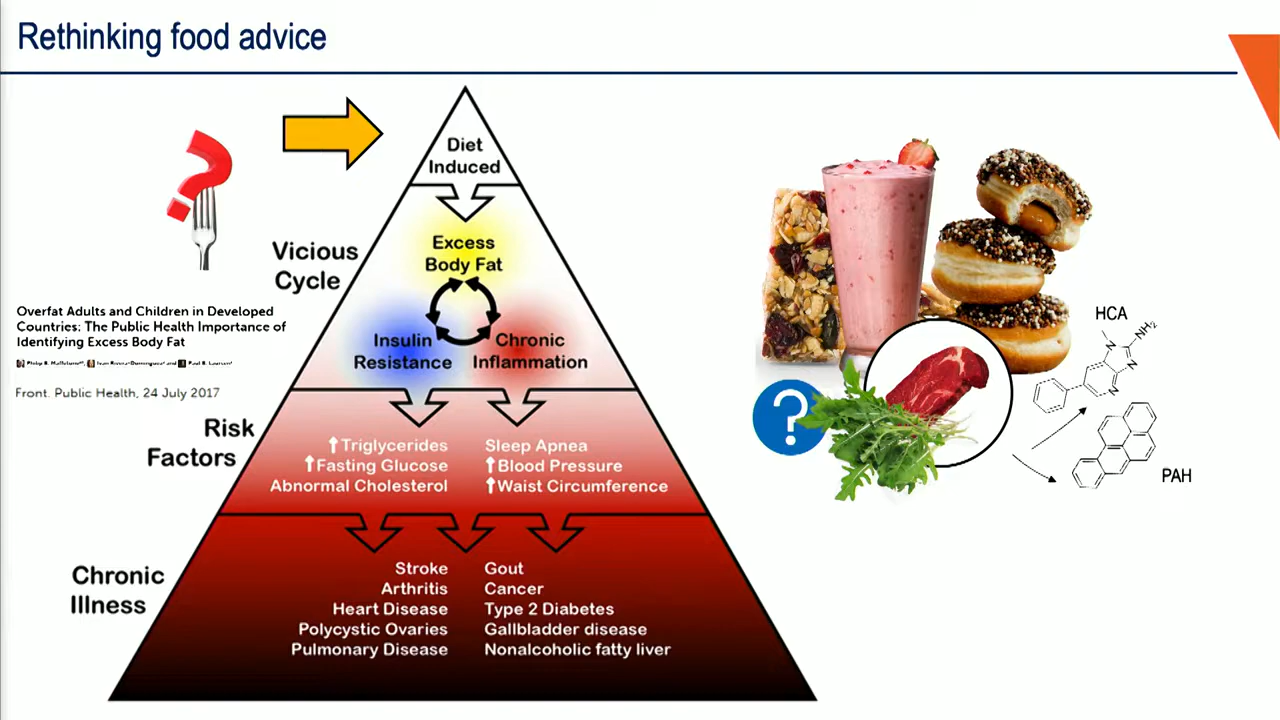 Rethinking food advice
Diet
Induced
Vicious
Cycle
Excess
Body Fat
Insulin
Resistance
Chronic
Inflammation
Overfat Adults and Children in Developed
Countries: The Public Health Importance of
Identifying Excess Body Fat
Front. Public Health, 24 July 2017
Risk
Factors
↑Triglycerides
↑Fasting Glucose
Abnormal Cholesterol
Sleep Apnea
↑Blood Pressure
↑Waist Circumference
Chronic
Illness
Stroke
Arthritis
Heart Disease
Polycystic Ovaries
Pulmonary Disease
Gout
Cancer
Type 2 Diabetes
Gallbladder disease
Nonalcoholic fatty liver
?
HCA
NH₂
N
N
N
PAH